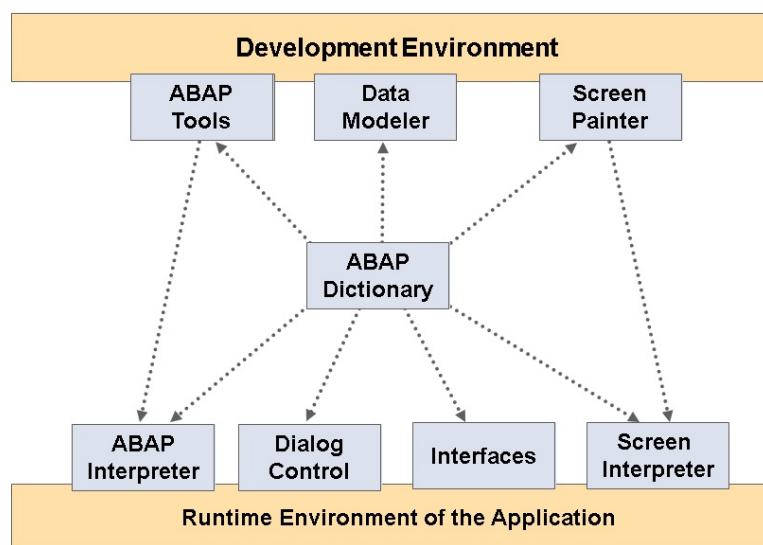 Development Environment
ABAP
Tools
Data
Modeler
Screen
Painter
ABAP
Dictionary
ABAP
Interpreter
Dialog
Control
Interfaces
Screen
Interpreter
Runtime Environment of the Application